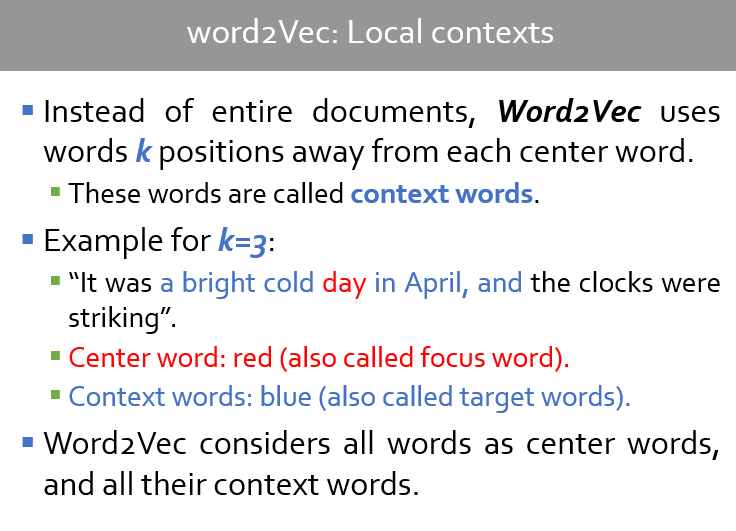 word2Vec: Local contexts
Instead of entire documents, Word2Vec uses
words k positions away from each center word.
These words are called context words.
Example for k=3:
“It was a bright cold day in April, and the clocks were
striking”.
Center word: red (also called focus word).
Context words: blue (also called target words).
Word2Vec considers all words as center words,
and all their context words.